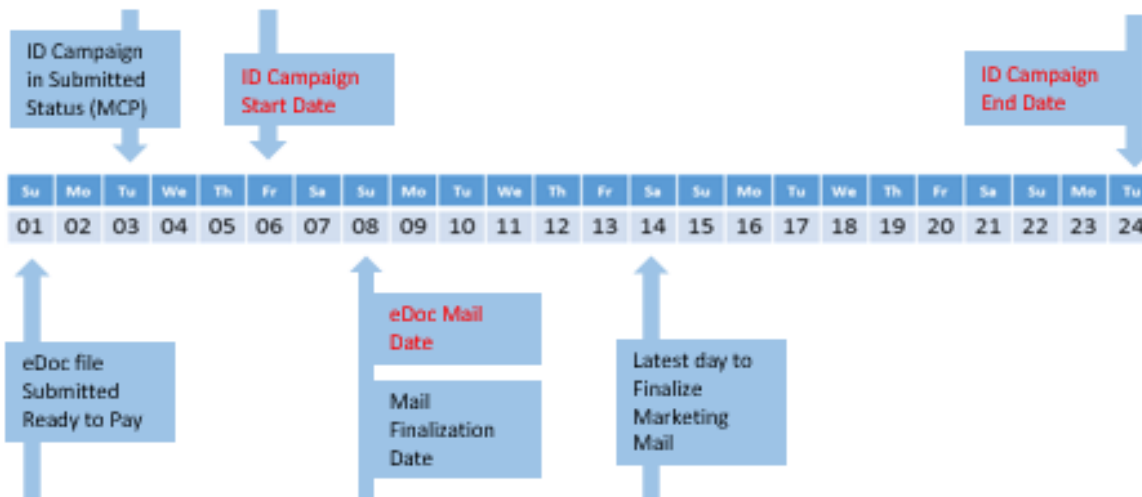 ID Campaign
in Submitted
Status (MCP)
ID Campaign
Start Date
ID Campaign
End Date
Su Mo Tu We Th Fr Sa Su Mo Tu We Th Fr Sa Su Mo Tu We Th Fr Sa Su Mo Tu
01 02 03 04 05 06 07 08 09 10 11 12 13 14 15 16 17 18 19 20 21 22 23 24
eDoc file
Submitted
Ready to Pay
eDoc Mail
Date
Mail
Finalization
Date
Latest day to
Finalize
Marketing
Mail